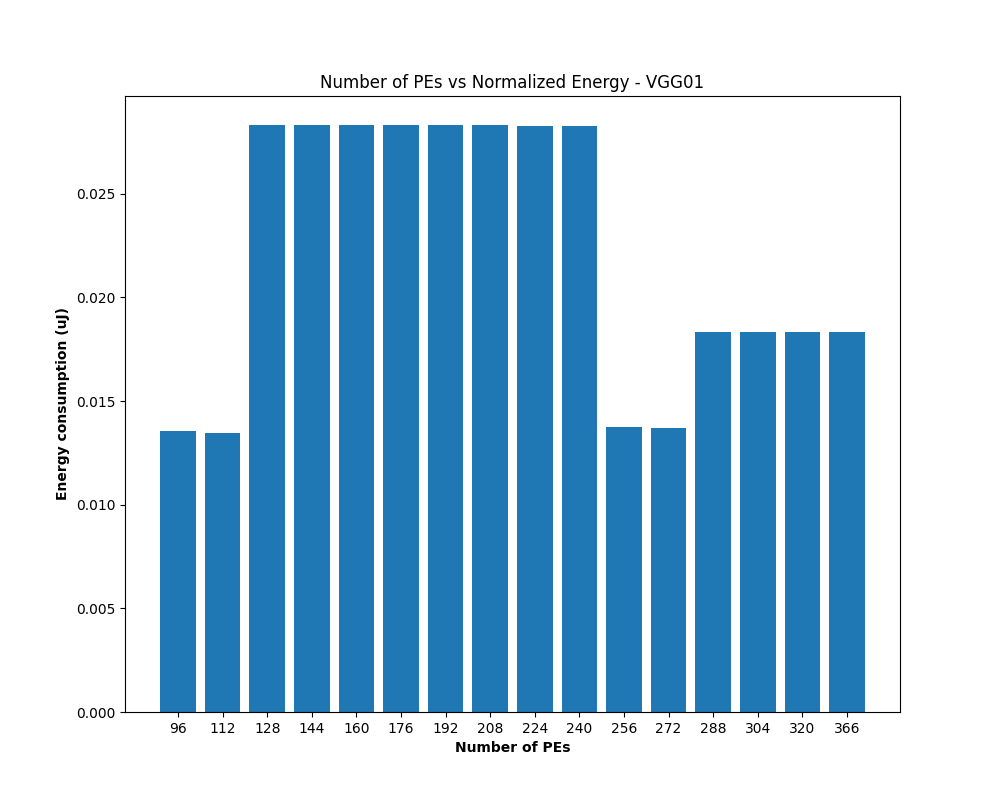 Number of PEs vs Normalized Energy - VGG01
Energy consumption (uJ)
0.025
0.020
0.015
0.010
0.005
0.000
96 112 128 144 160 176 192 208 224 240 256 272 288 304 320 366
Number of PEs